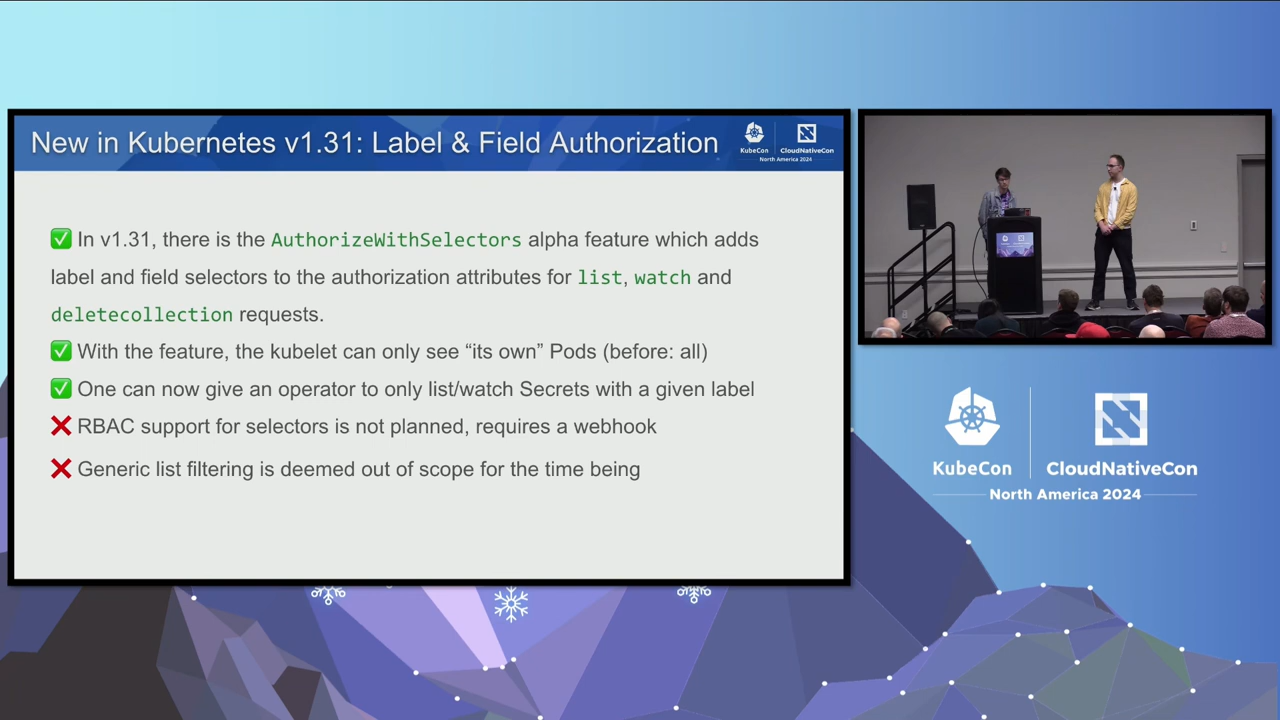 New in Kubernetes v1.31: Label & Field Authorization
KubeCon
CloudNativeCon
North America 2024
✅ In v1.31, there is the AuthorizeWithSelectors alpha feature which adds
label and field selectors to the authorization attributes for list, watch and
deletecollection requests.
✅ With the feature, the kubelet can only see “its own” Pods (before: all)
✅ One can now give an operator to only list/watch Secrets with a given label
❌ RBAC support for selectors is not planned, requires a webhook
❌ Generic list filtering is deemed out of scope for the time being
KubeCon
CloudNativeCon
North America 2024